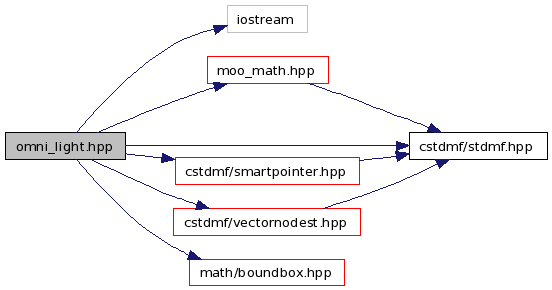 iostream
moo_math.hpp
omni_light.hpp
cstdmf/stdmf.hpp
cstdmf/smartpointer.hpp
cstdmf/vectornodest.hpp
math/boundbox.hpp